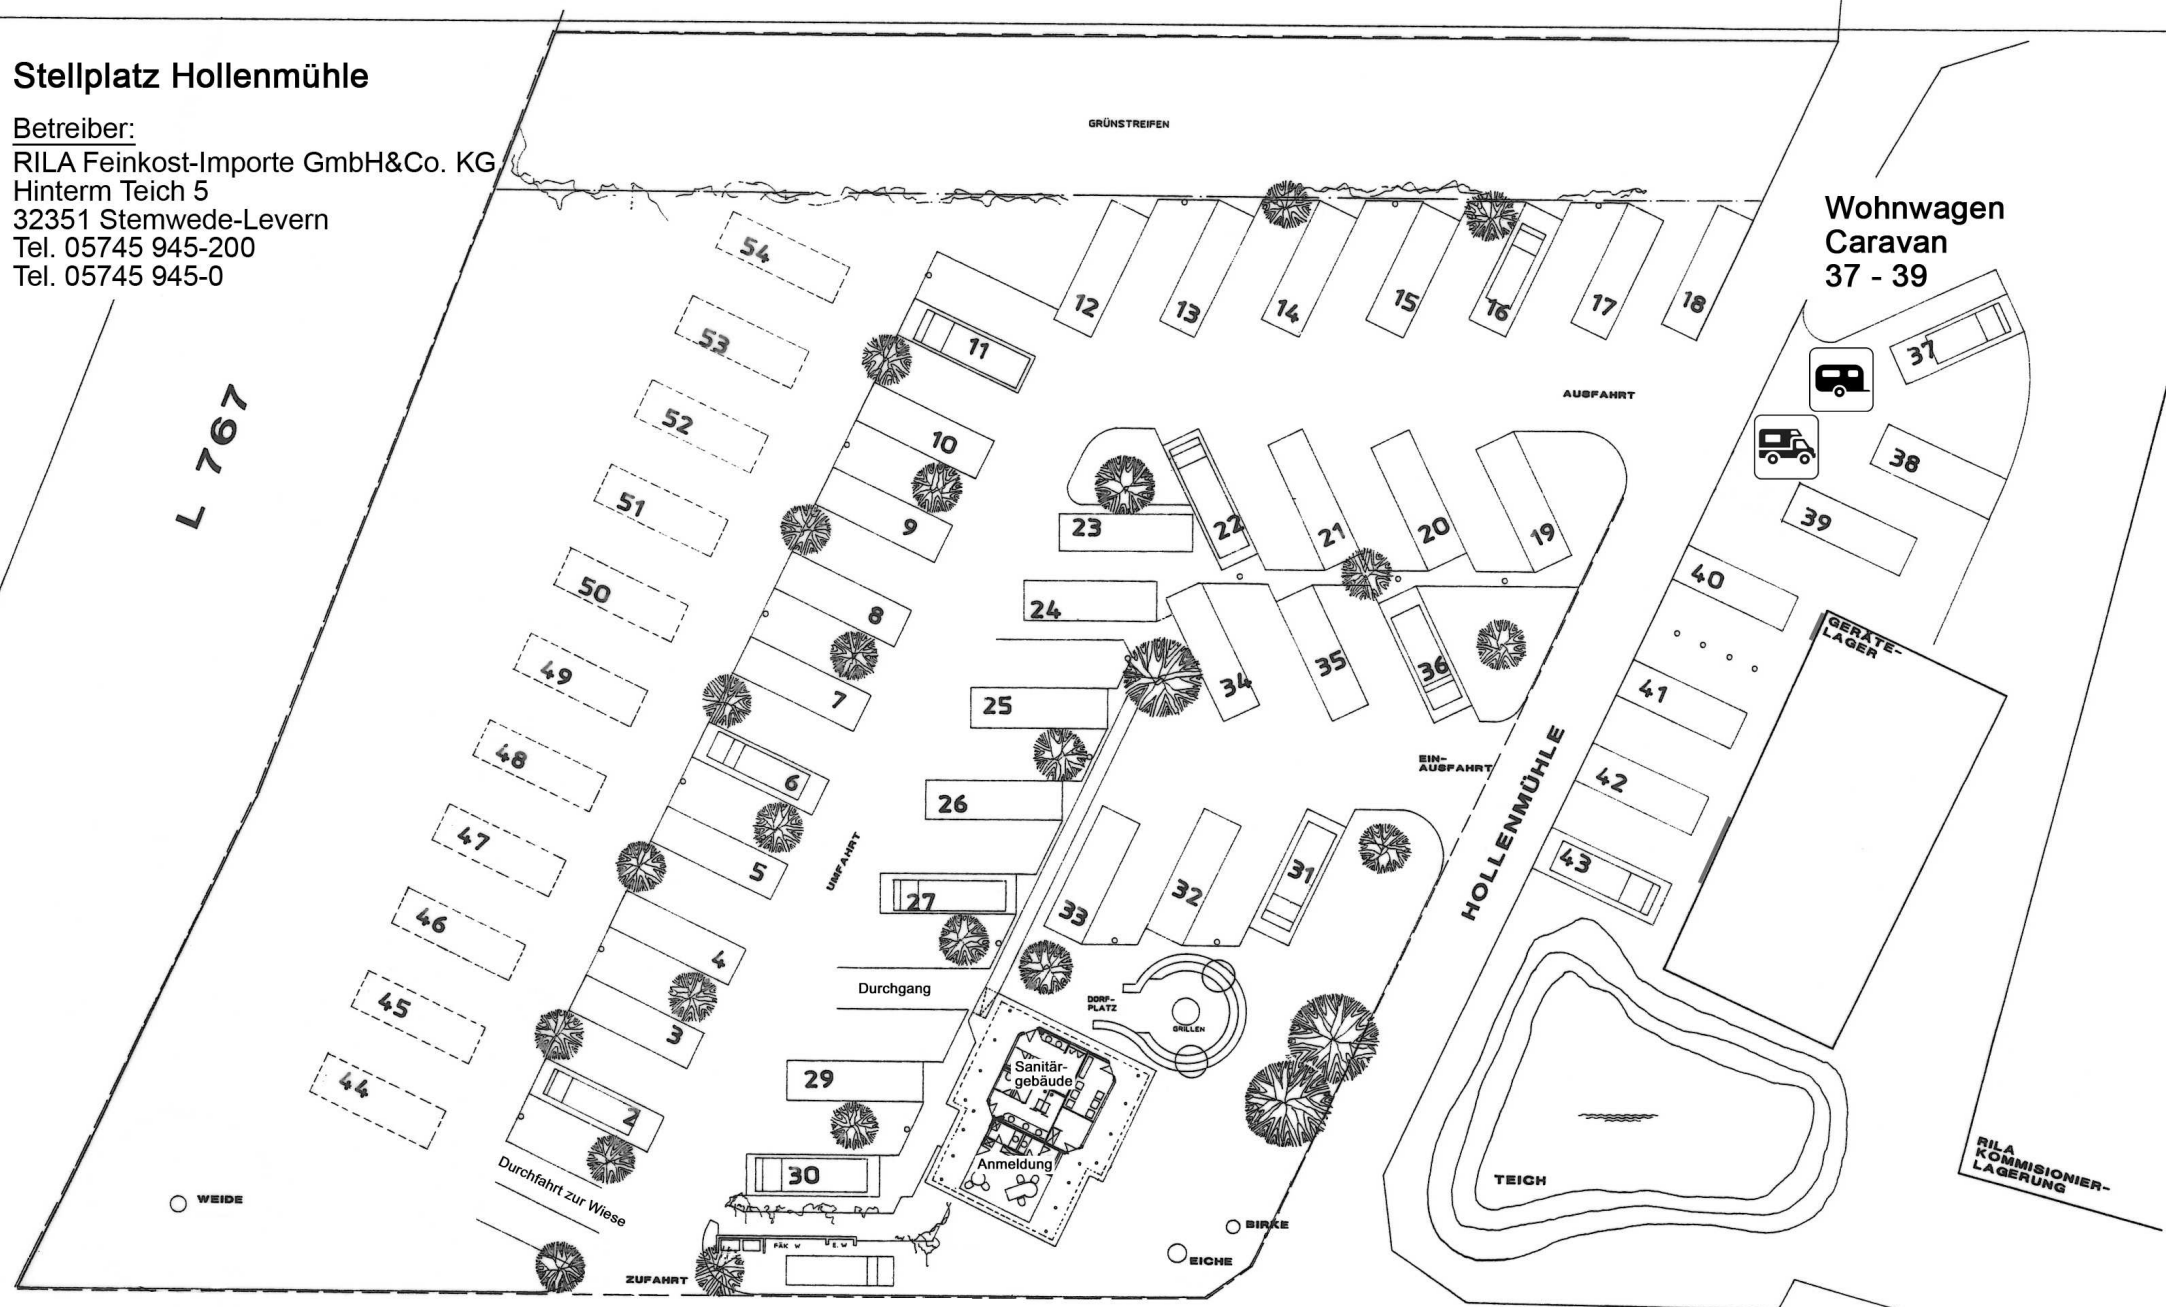 Stellplatz Hollenmühle
Betreiber:
RILA Feinkost-Importe GmbH&Co. KG
Hinterm Teich 5
32351 Stemwede-Levern
Tel. 05745 945-200
Tel. 05745 945-0
GRÜNSTREIFEN
Wohnwagen
Caravan
37 - 39
L 767
54
53
52
51
50
49
48
47
46
45
44
11
10
9
8
7
6
5
4
3
2
12
13
14
15
16
17
18
AUSFAHRT
23
22
21
20
19
24
25
26
27
34
35
36
EIN-
AUSFAHRT
33
32
31
UMFAHRT
HOLLENMÜHLE
37
38
39
40
41
42
43
GERÄTE-
LAGER
Durchgang
DORF-
PLATZ
GRILLEN
29
30
Sanitär-
gebäude
Anmeldung
Durchfahrt zur Wiese
WEIDE
ZUFAHRT
FÄK W
E. W
BIRKE
EICHE
TEICH
RILA
KOMMISIONIER-
LAGERUNG